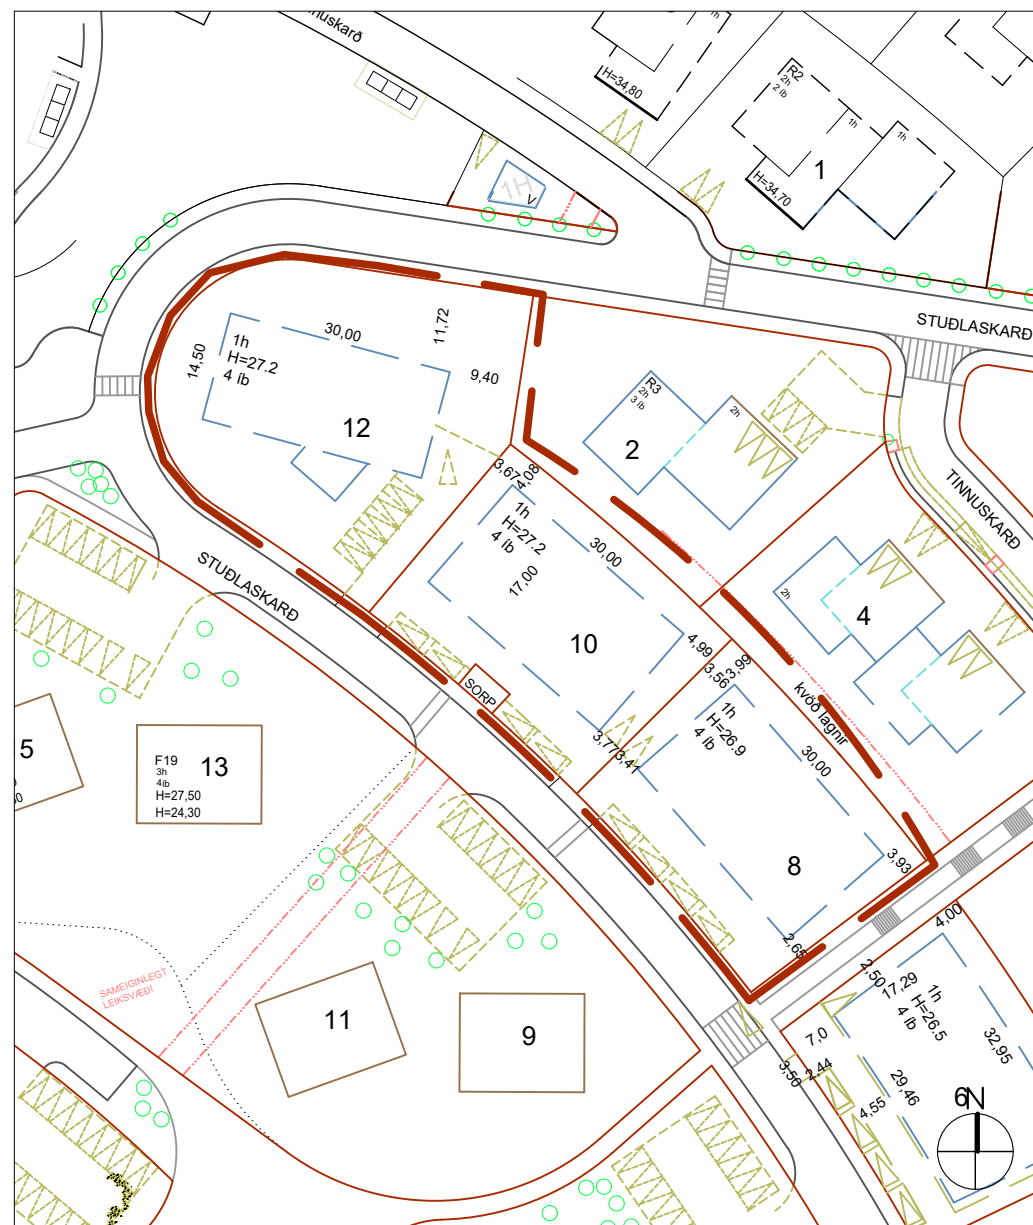 nnuskarð
1h
H=34,80
R2
2h
2 íb
1h
1h
1
H=34,70
1H
V
STUÐLASKARÐ
30,00
11,72
14,50
1h
H=27.2
4 íb
9,40
12
R3
2h
3 íb
2h
2
3,67
4,08
TINNUSKARÐ
1h
H=27.2
4 íb
30,00
17,00
10
2h
4
STUÐLASKARÐ
SORP
4,99
3,56
3,99
kvöð lagnir
1h
H=26.9
4 íb
30,00
3,77
3,41
8
3,93
2,65
5
F19
3h
4íb
H=27,50
H=24,30
13
SAMEIGINLEGT
LEIKSVÆÐI
11
9
4,00
2,50
17,29
1h
H=26.5
4 íb
32,95
7,0
2,44
3,56
29,46
4,55
6
N